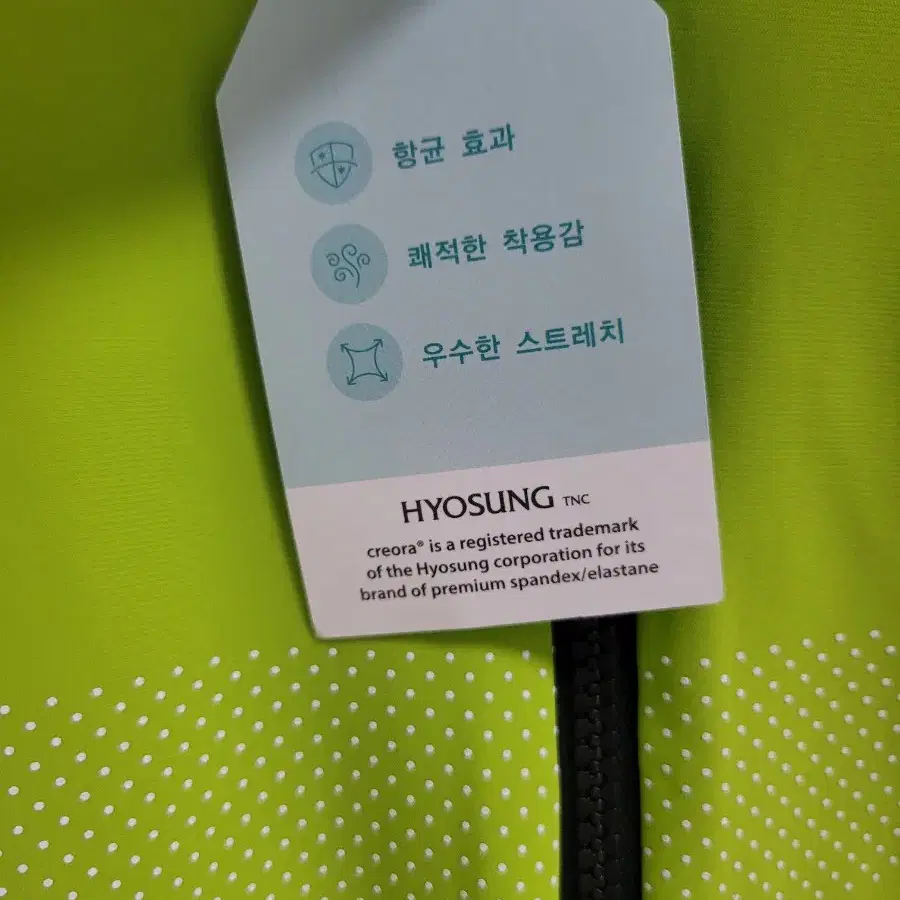 항균 효과
쾌적한 착용감
우수한 스트레치
HYOSUNG TNC
creora® is a registered trademark
of the Hyosung corporation for its
brand of premium spandex/elastane